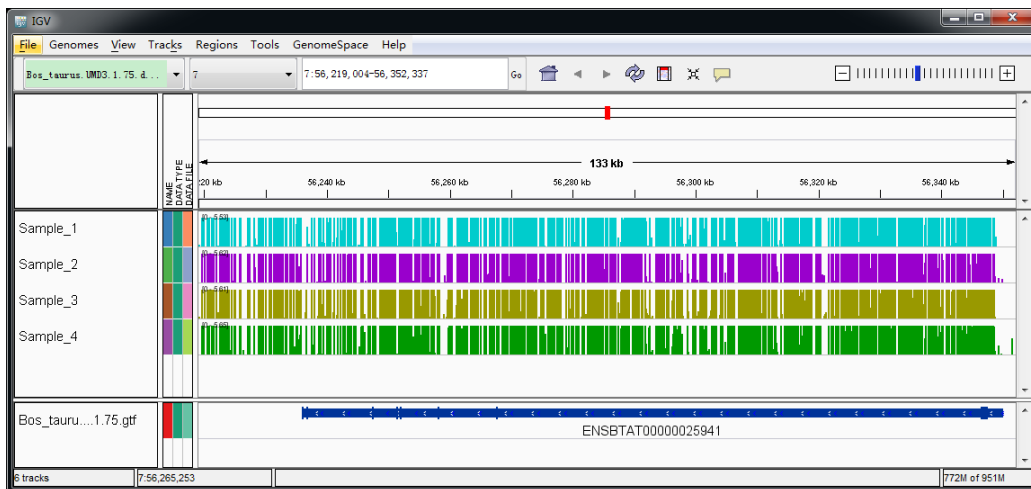 IGV
File Genomes View Tracks Regions Tools GenomeSpace Help
Bos_taurus.UMD3.1.75.d... 7 7:56,219,004-56,352,337 Go
NAME
DATA TYPE
DATA FILE
133 kb
:20 kb 56,240 kb 56,260 kb 56,280 kb 56,300 kb 56,320 kb 56,340 kb
Sample_1
[0 - 553]
Sample_2
Sample_3
Sample_4
Bos_tauru....1.75.gtf
ENSBTAT00000025941
6 tracks 7:56,265,253 772M of 951M